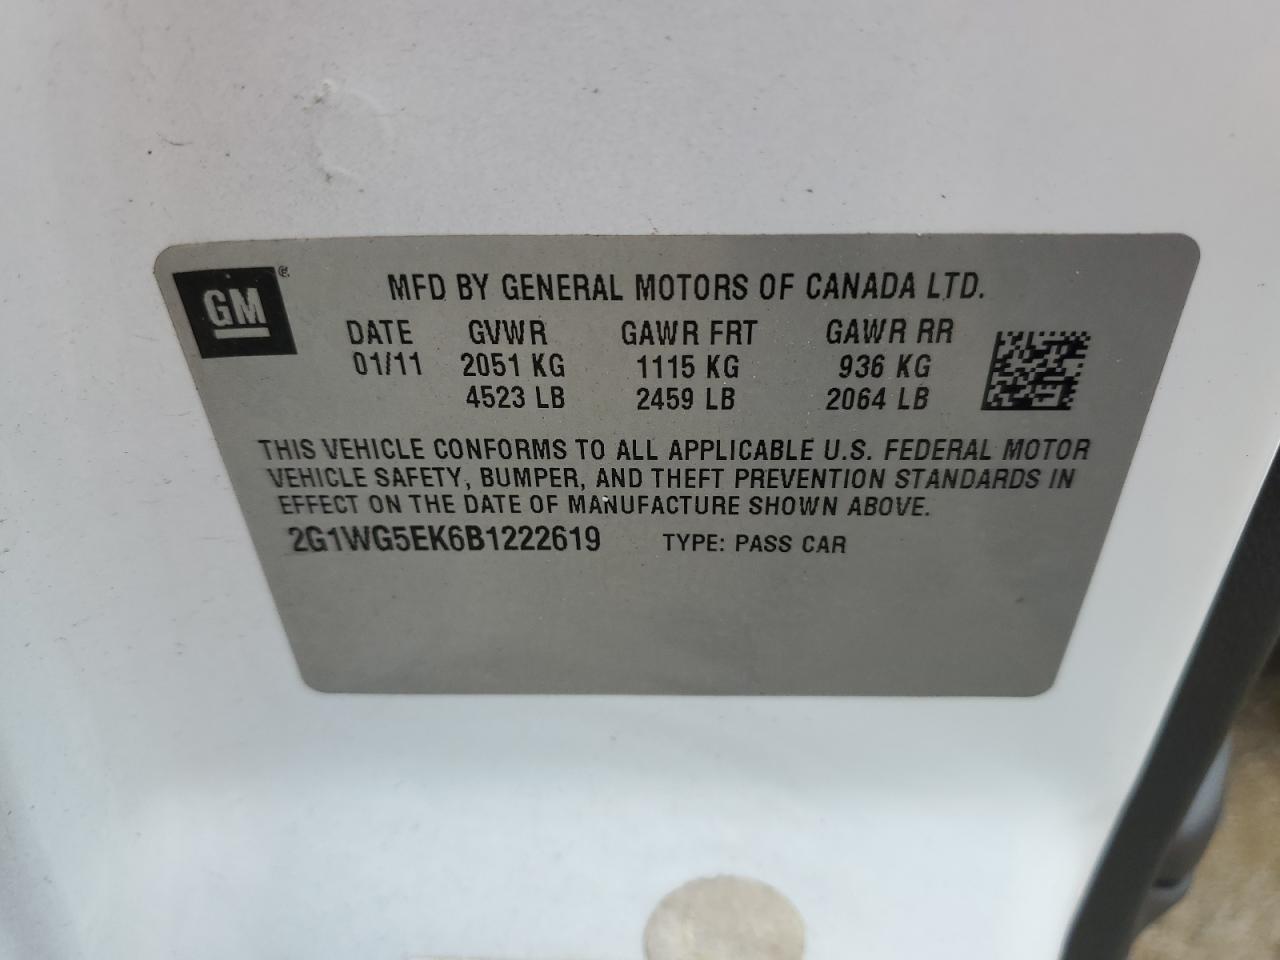 GM®
MFD BY GENERAL MOTORS OF CANADA LTD.
DATE GVWR GAWR FRT GAWR RR
01/11 2051 KG 1115 KG 936 KG
4523 LB 2459 LB 2064 LB
THIS VEHICLE CONFORMS TO ALL APPLICABLE U.S. FEDERAL MOTOR
VEHICLE SAFETY, BUMPER, AND THEFT PREVENTION STANDARDS IN
EFFECT ON THE DATE OF MANUFACTURE SHOWN ABOVE.
2G1WG5EK6B1222619 TYPE: PASS CAR